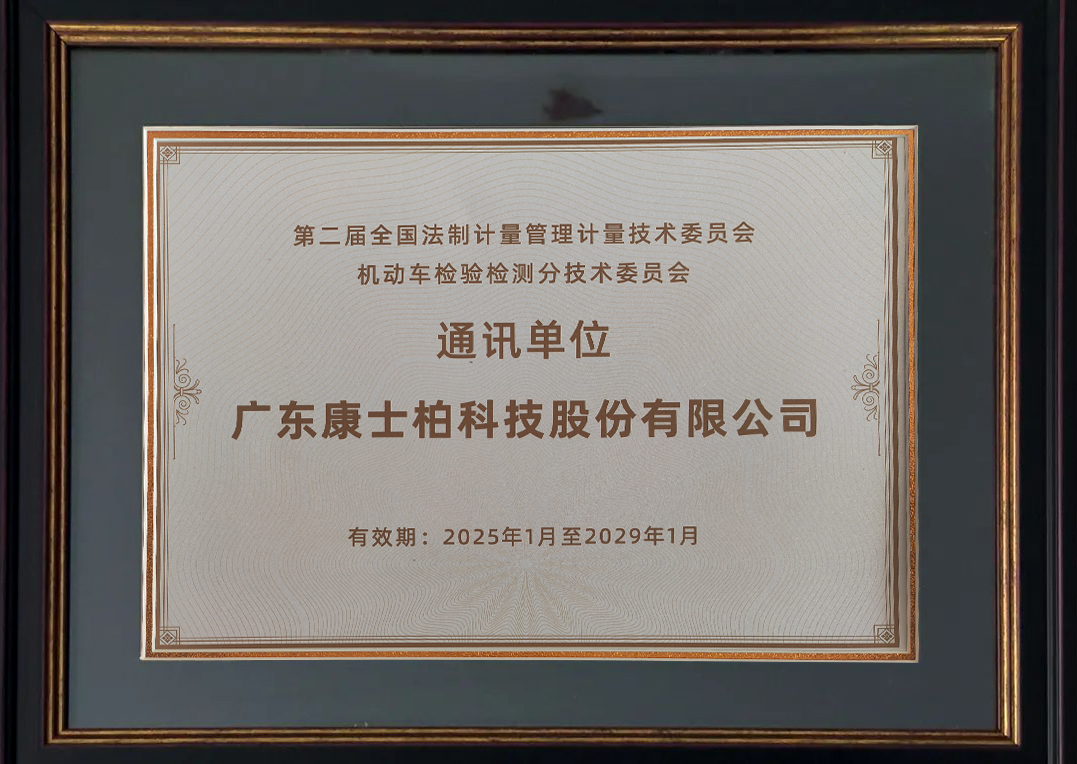 第二届全国法制计量管理计量技术委员会
机动车检验检测分技术委员会
通讯单位
广东康士柏科技股份有限公司
有效期：2025年1月至2029年1月